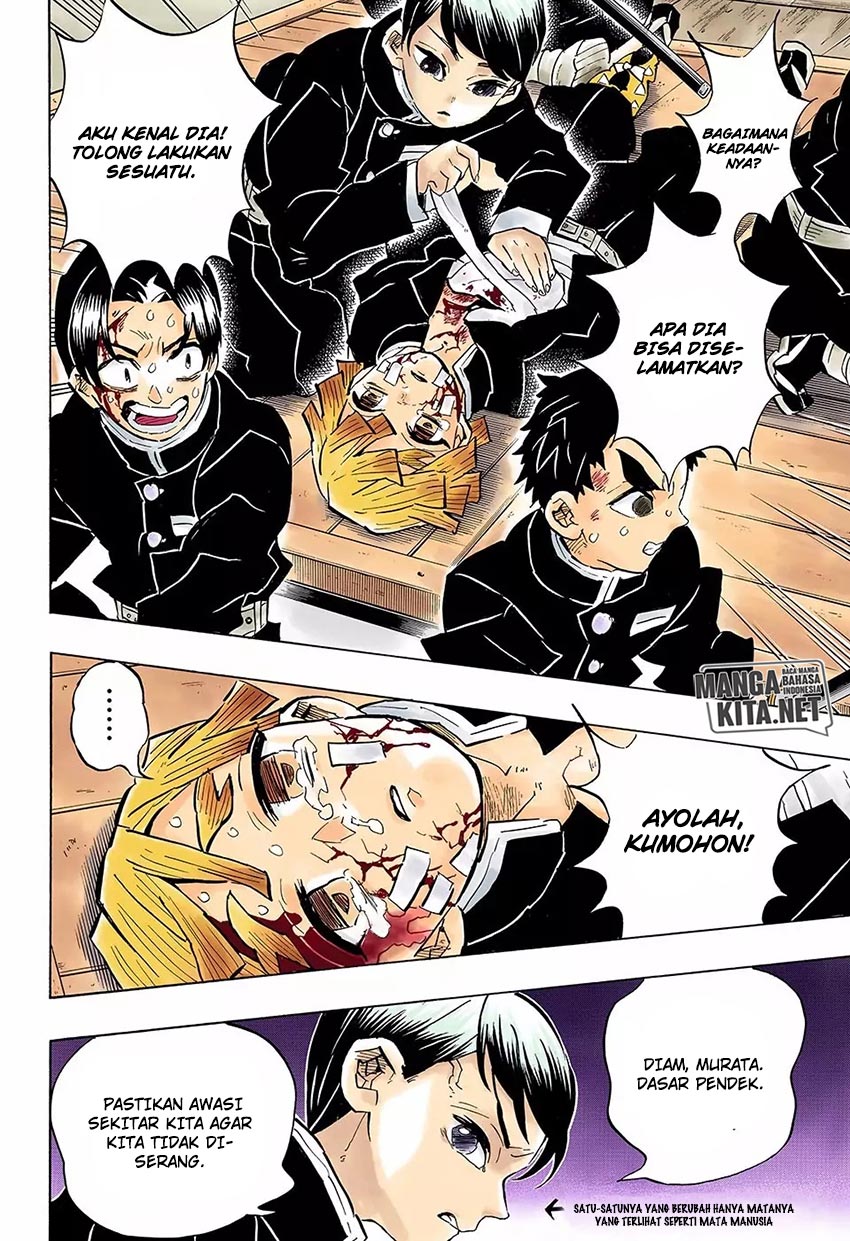 BAGAIMANA
KEADAAN-
NYA?
AKU KENAL DIA!
TOLONG LAKUKAN
SESUATU.
APA DIA
BISA DISE-
LAMATKAN?
MANGA
KITA.NET
BACA MANGA
BAHASA
INDONESIA
AYOLAH,
KUMOHON!
......
DIAM, MURATA.
DASAR PENDEK.
PASTIKAN AWASI
SEKITAR KITA AGAR
KITA TIDAK DI-
SERANG.
← SATU-SATUNYA YANG BERUBAH HANYA MATANYA
YANG TERLIHAT SEPERTI MATA MANUSIA